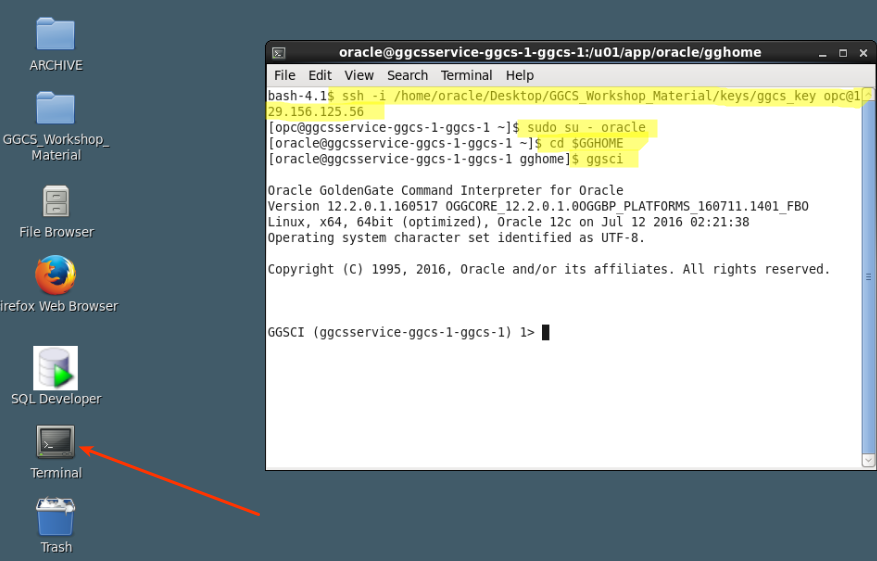 ARCHIVE
GGCS_Workshop_
Material
File Browser
irefox Web Browser
SQL Developer
Terminal
Trash
oracle@ggcsservice-ggcs-1-ggcs-1:/u01/app/oracle/gghome
File Edit View Search Terminal Help
bash-4.1$ ssh -i /home/oracle/Desktop/GGCS_Workshop_Material/keys/ggcs_key opc@1
29.156.125.56
[opc@ggcsservice-ggcs-1-ggcs-1 ~]$ sudo su - oracle
[oracle@ggcsservice-ggcs-1-ggcs-1 ~]$ cd $GGHOME
[oracle@ggcsservice-ggcs-1-ggcs-1 gghome]$ ggsci
Oracle GoldenGate Command Interpreter for Oracle
Version 12.2.0.1.160517 OGGCORE_12.2.0.1.0OGGBP_PLATFORMS_160711.1401_FBO
Linux, x64, 64bit (optimized), Oracle 12c on Jul 12 2016 02:21:38
Operating system character set identified as UTF-8.
Copyright (C) 1995, 2016, Oracle and/or its affiliates. All rights reserved.
GGSCI (ggcsservice-ggcs-1-ggcs-1) 1>